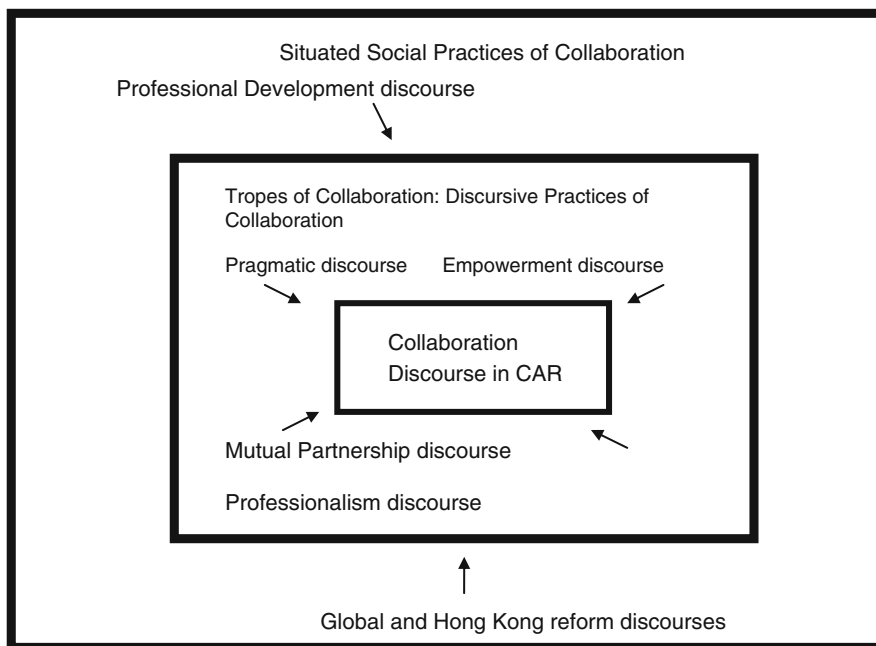 Situated Social Practices of Collaboration
Professional Development discourse
Tropes of Collaboration: Discursive Practices of
Collaboration
Pragmatic discourse Empowerment discourse
Collaboration
Discourse in CAR
Mutual Partnership discourse
Professionalism discourse
Global and Hong Kong reform discourses